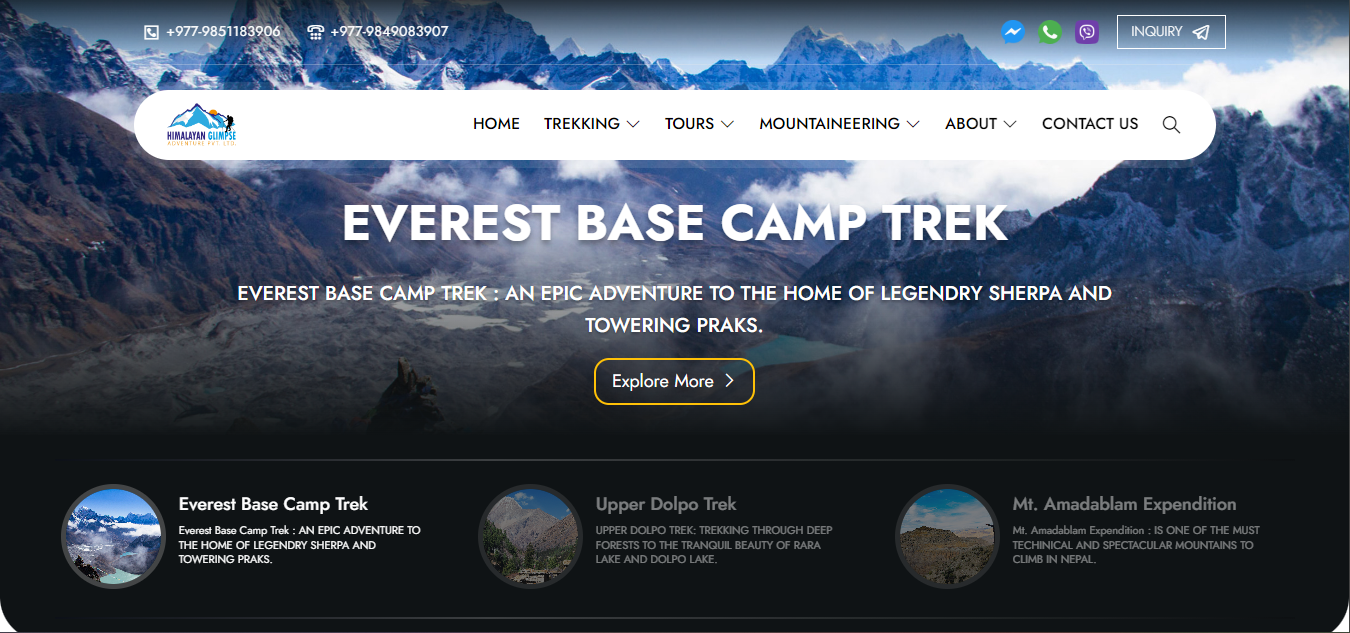 +977-9851183906
+977-9849083907
INQUIRY
HIMALAYAN GLIMPSE
ADVENTURE PVT. LTD.
HOME
TREKKING
TOURS
MOUNTAINEERING
ABOUT
CONTACT US
EVEREST BASE CAMP TREK
EVEREST BASE CAMP TREK : AN EPIC ADVENTURE TO THE HOME OF LEGENDRY SHERPA AND
TOWERING PRAKS.
Explore More
Everest Base Camp Trek
Everest Base Camp Trek : AN EPIC ADVENTURE TO
THE HOME OF LEGENDRY SHERPA AND
TOWERING PRAKS.
Upper Dolpo Trek
UPPER DOLPO TREK: TREKKING THROUGH DEEP
FORESTS TO THE TRANQUIL BEAUTY OF RARA
LAKE AND DOLPO LAKE.
Mt. Amadablam Expendition
Mt. Amadablam Expendition : IS ONE OF THE MUST
TECHINICAL AND SPECTACULAR MOUNTAINS TO
CLIMB IN NEPAL.